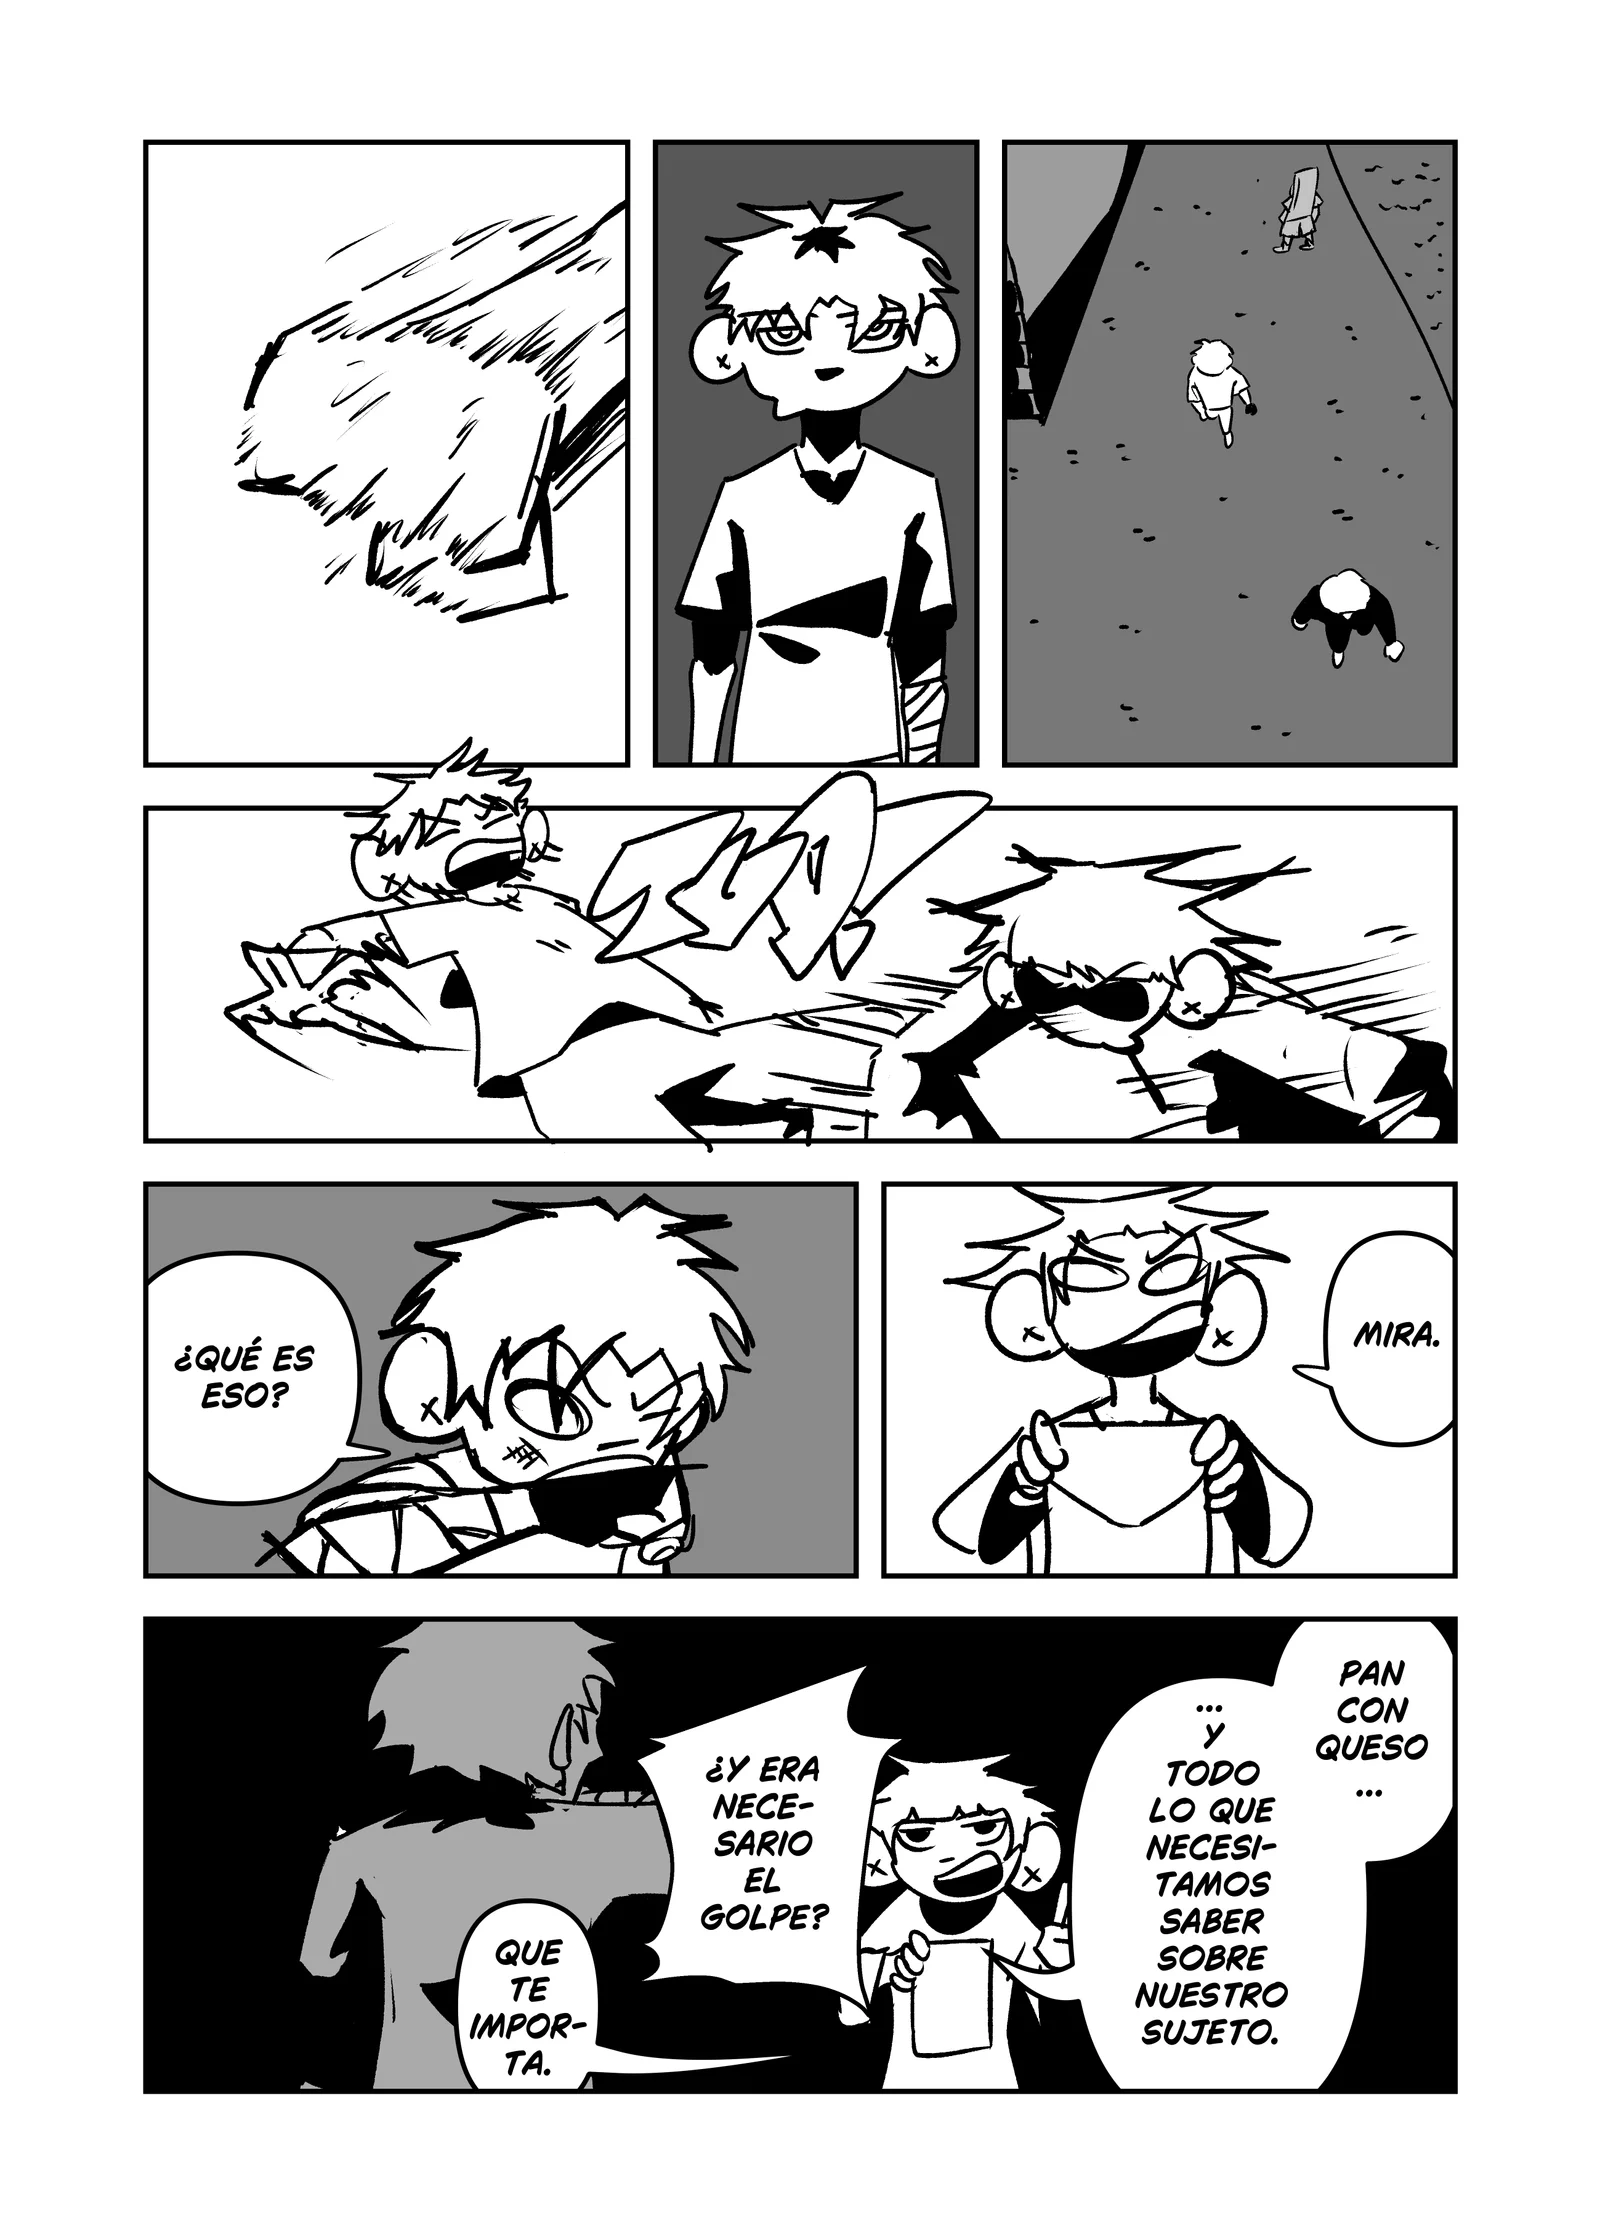 MIRA.
¿QUÉ ES
ESO?
PAN
CON
QUESO
...
...
Y
TODO
LO QUE
NECESI-
TAMOS
SABER
SOBRE
NUESTRO
SUJETO.
¿Y ERA
NECE-
SARIO
EL
GOLPE?
QUE
TE
IMPOR-
TA.